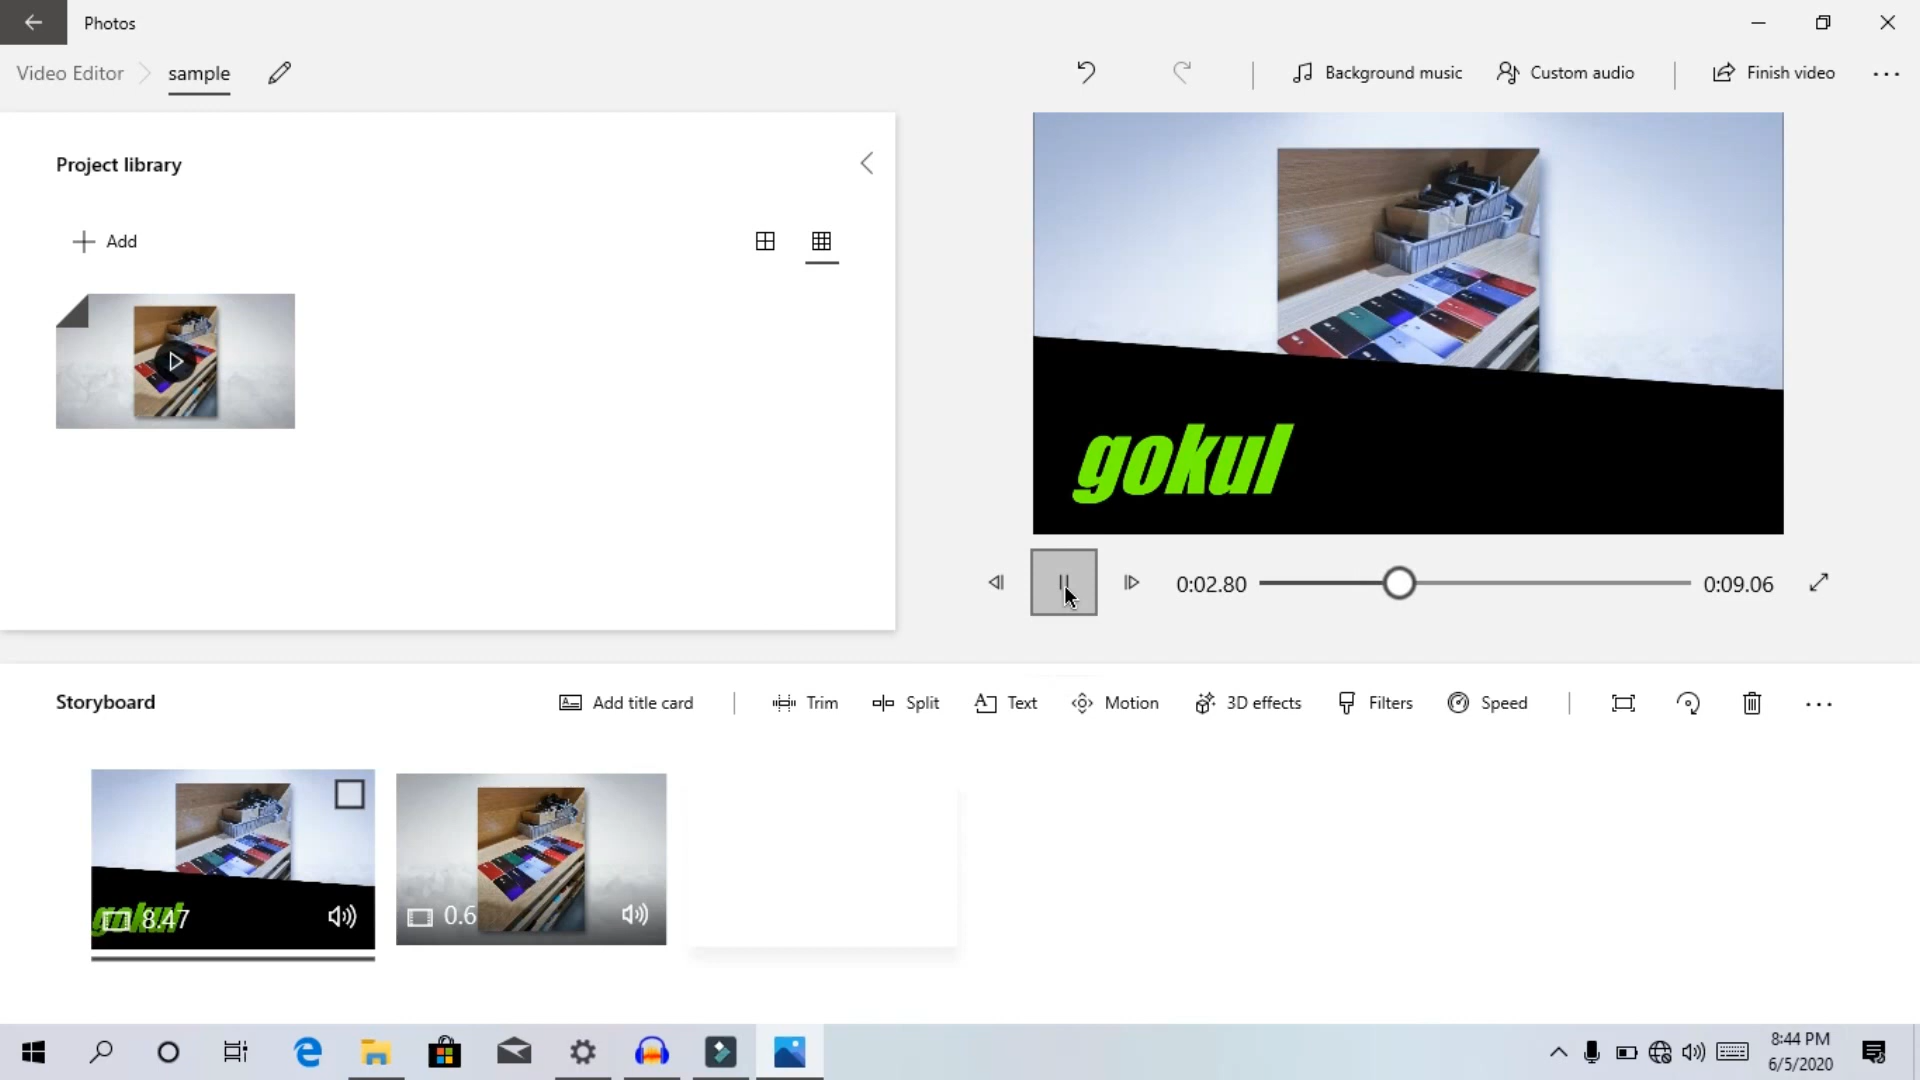 Photos
Video Editor sample
Background music Custom audio Finish video
Project library
Add
gokul
0:02.80 0:09.06
Storyboard
Add title card Trim Split Text Motion 3D effects Filters Speed
gokul
8.47
0.6
8:44 PM
6/5/2020